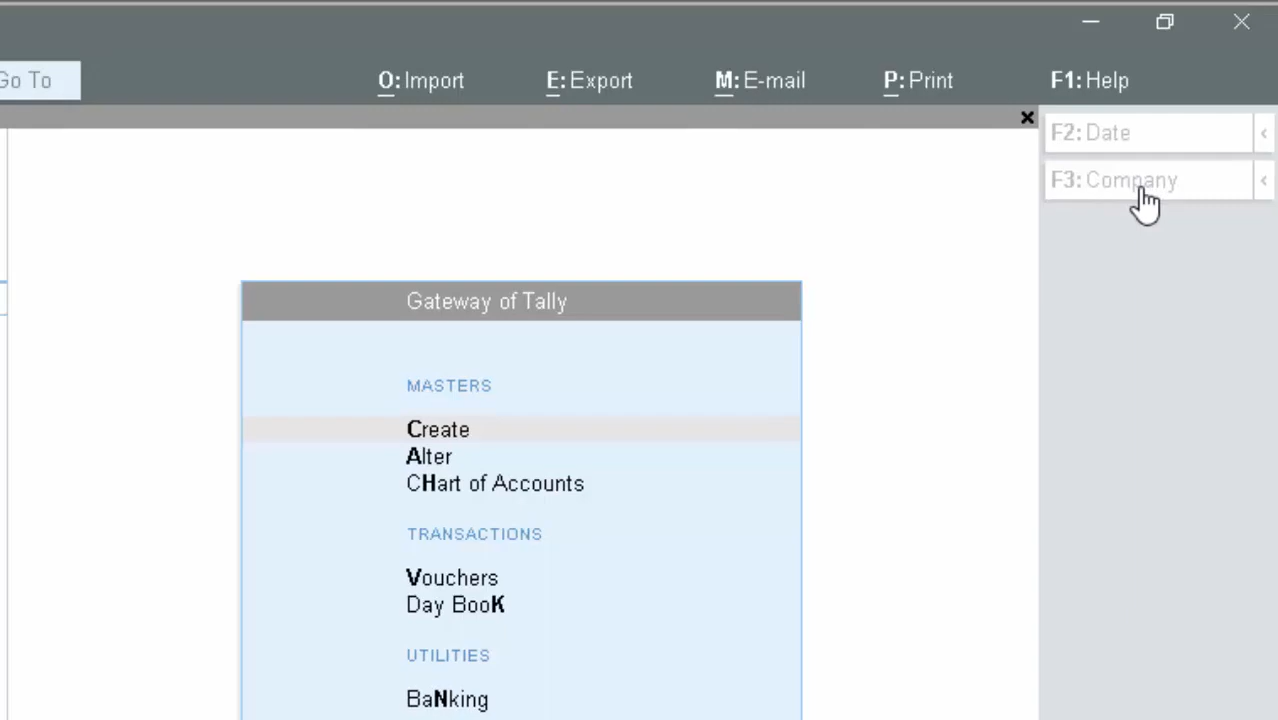 Go To
O: Import
E: Export
M: E-mail
P: Print
F1: Help
F2: Date
F3: Company
Gateway of Tally
MASTERS
Create
Alter
CHart of Accounts
TRANSACTIONS
Vouchers
Day BooK
UTILITIES
BaNking